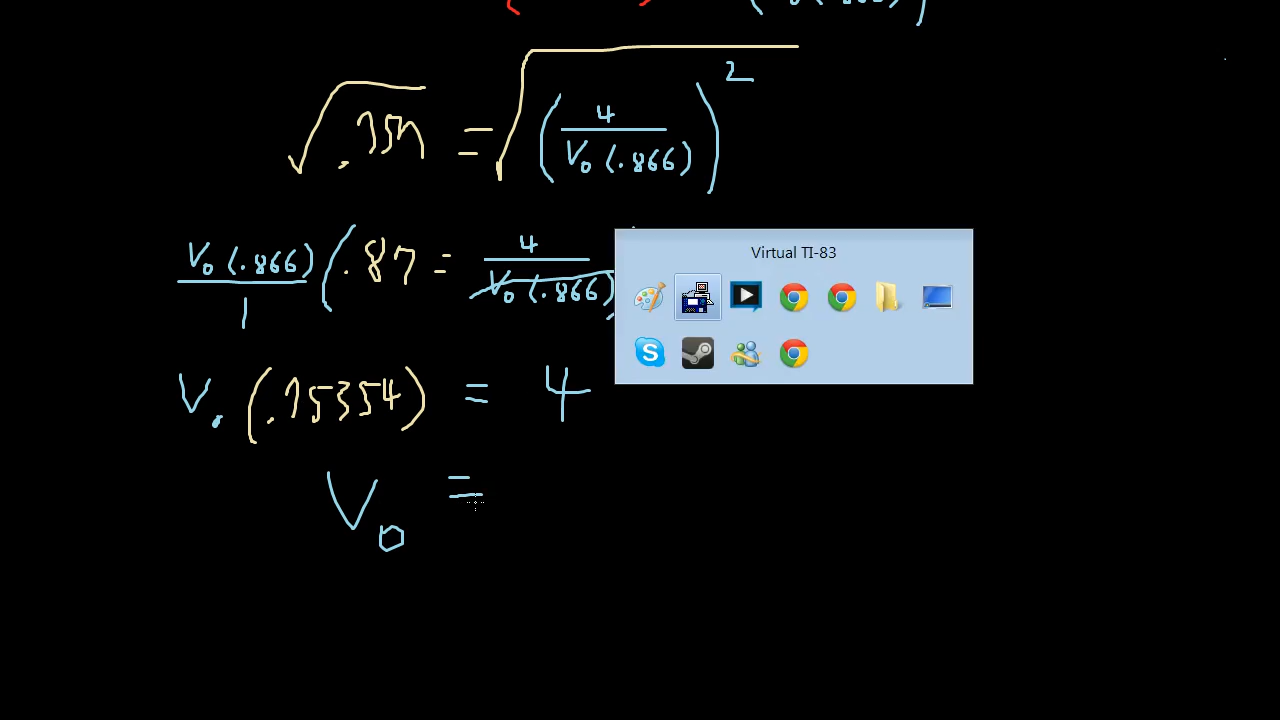 √.757 = √(4 / V₀(.866))²
V₀(.866) / 1 (.87 = 4 / V₀(.866)
Virtual TI-83
V₀(.75354) = 4
V₀ =